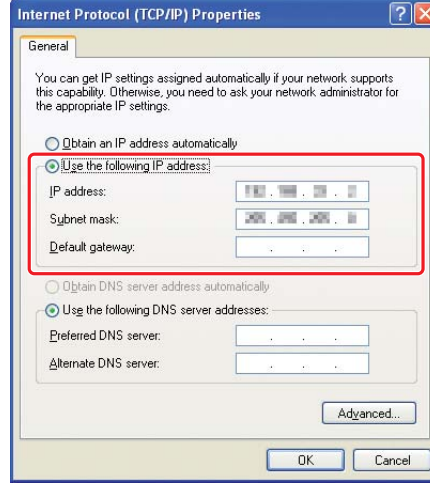 Internet Protocol (TCP/IP) Properties
General
You can get IP settings assigned automatically if your network supports
this capability. Otherwise, you need to ask your network administrator for
the appropriate IP settings.
Obtain an IP address automatically
Use the following IP address:
IP address:
Subnet mask:
Default gateway:
Obtain DNS server address automatically
Use the following DNS server addresses:
Preferred DNS server:
Alternate DNS server:
Advanced...
OK Cancel